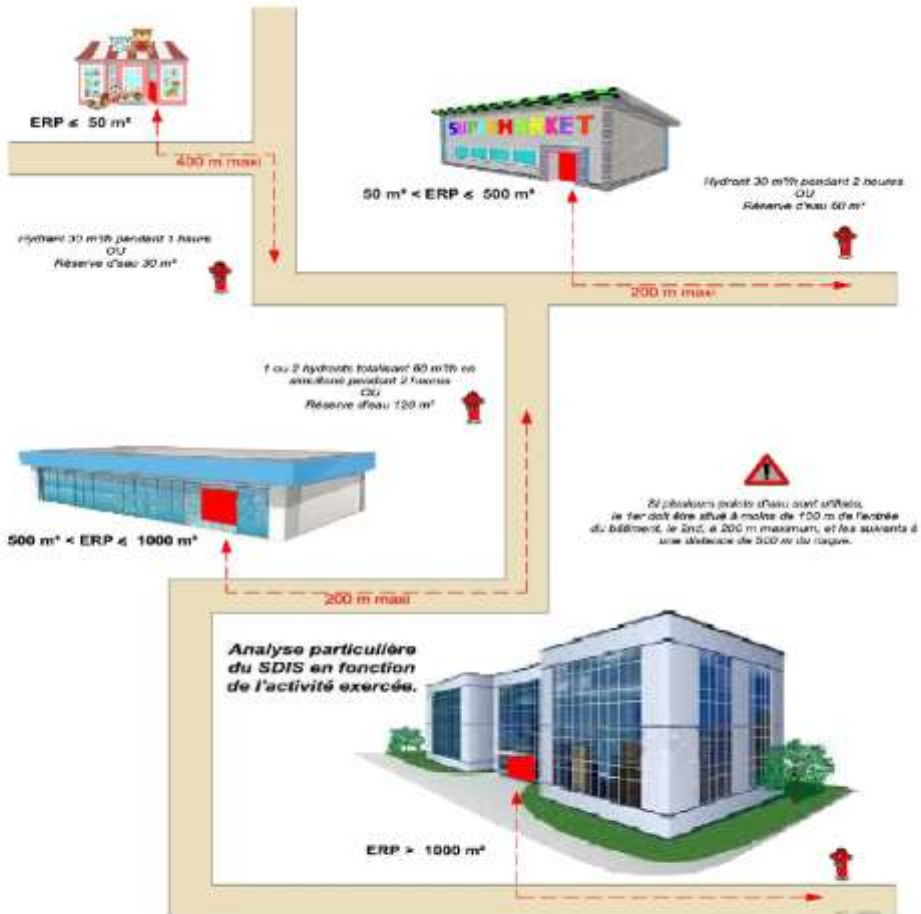 ERP ≤ 50 m²
400 m maxi
SUPERMARKET
50 m² < ERP ≤ 500 m²
Hydrant 30 m³/h pendant 2 heures
OU
Réserve d'eau 60 m³
200 m maxi
Hydrant 30 m³/h pendant 1 heure
OU
Réserve d'eau 30 m³
1 ou 2 hydrants totalisant 60 m³/h en
simultané pendant 2 heures
OU
Réserve d'eau 120 m³
500 m² < ERP ≤ 1000 m²
200 m maxi
Si plusieurs points d'eau sont utilisés,
le 1er doit être situé à moins de 100 m de l'entrée
du bâtiment, le 2nd, à 200 m maximum, et les suivants à
une distance de 500 m du risque.
Analyse particulière
du SDIS en fonction
de l'activité exercée.
ERP > 1000 m²